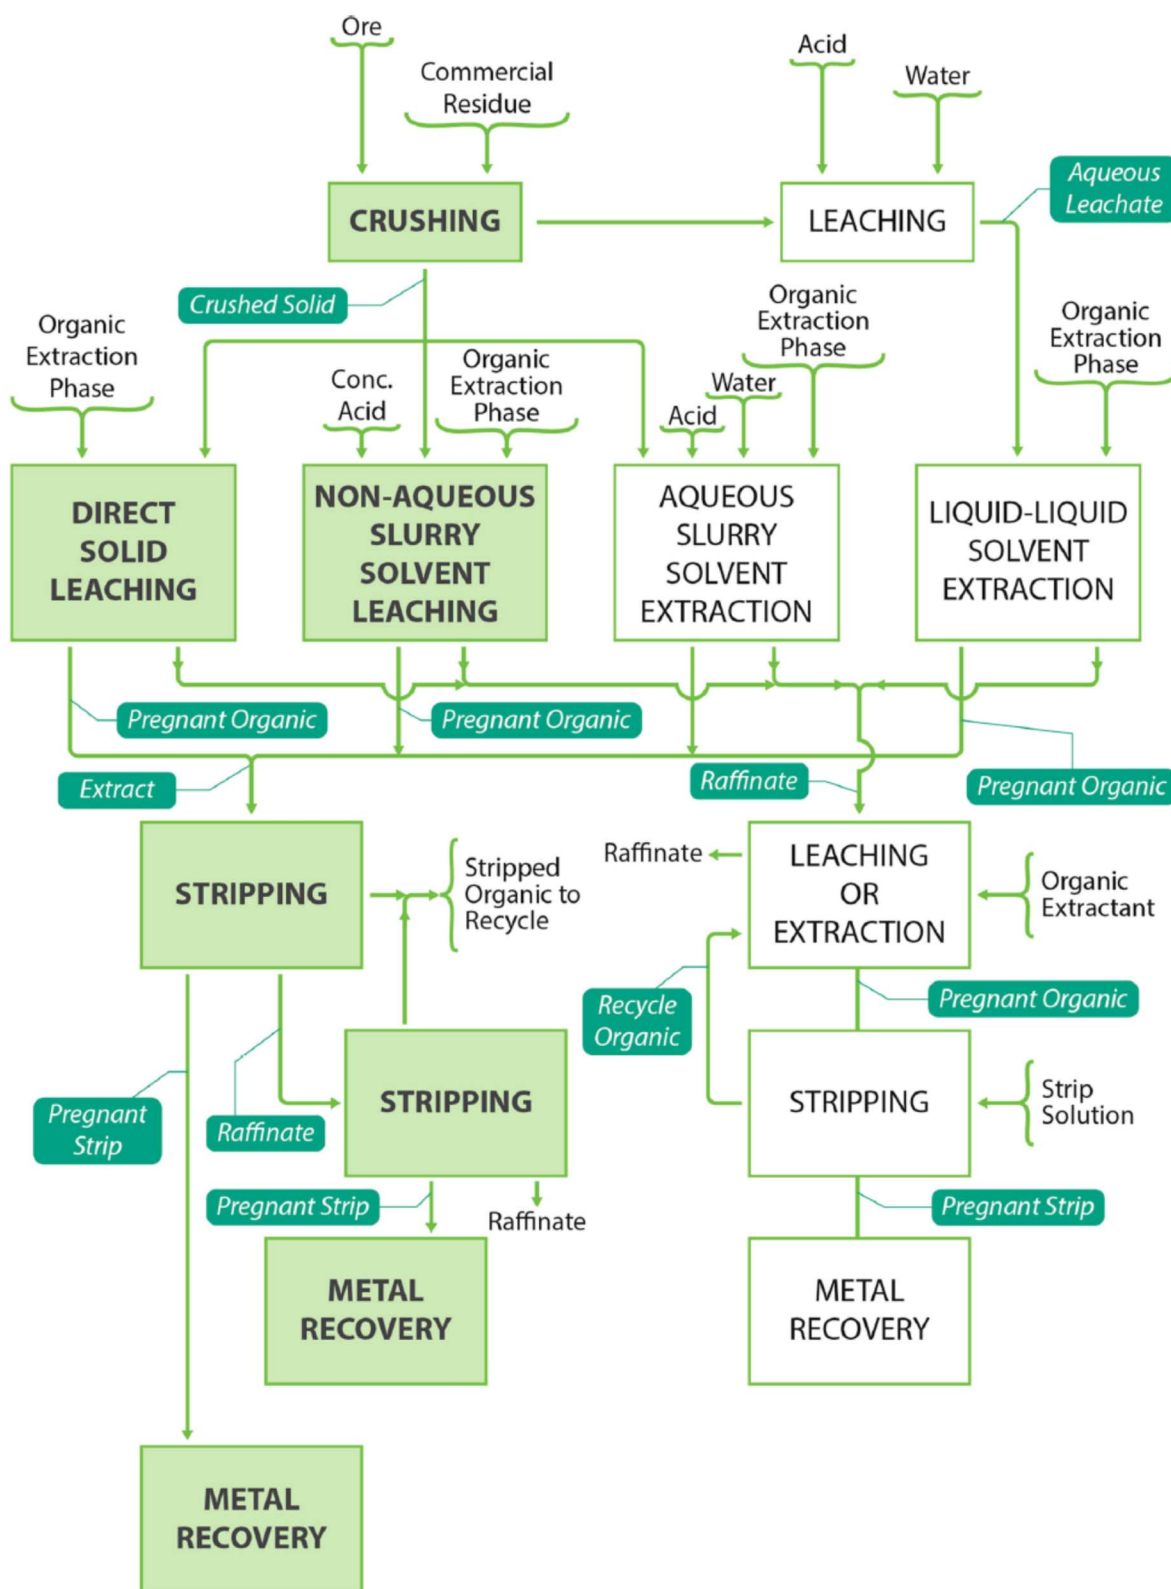 Ore
Commercial
Residue
Acid
Water
CRUSHING
LEACHING
Aqueous
Leachate
Crushed Solid
Organic
Extraction
Phase
Conc.
Acid
Organic
Extraction
Phase
Acid
Water
Organic
Extraction
Phase
Organic
Extraction
Phase
DIRECT
SOLID
LEACHING
NON-AQUEOUS
SLURRY
SOLVENT
LEACHING
AQUEOUS
SLURRY
SOLVENT
EXTRACTION
LIQUID-LIQUID
SOLVENT
EXTRACTION
Pregnant Organic
Pregnant Organic
Extract
Raffinate
Pregnant Organic
STRIPPING
Stripped
Organic to
Recycle
Raffinate
LEACHING
OR
EXTRACTION
Organic
Extractant
Recycle
Organic
Pregnant Organic
Pregnant
Strip
Raffinate
STRIPPING
STRIPPING
Strip
Solution
Pregnant Strip
Raffinate
Pregnant Strip
METAL
RECOVERY
METAL
RECOVERY
METAL
RECOVERY